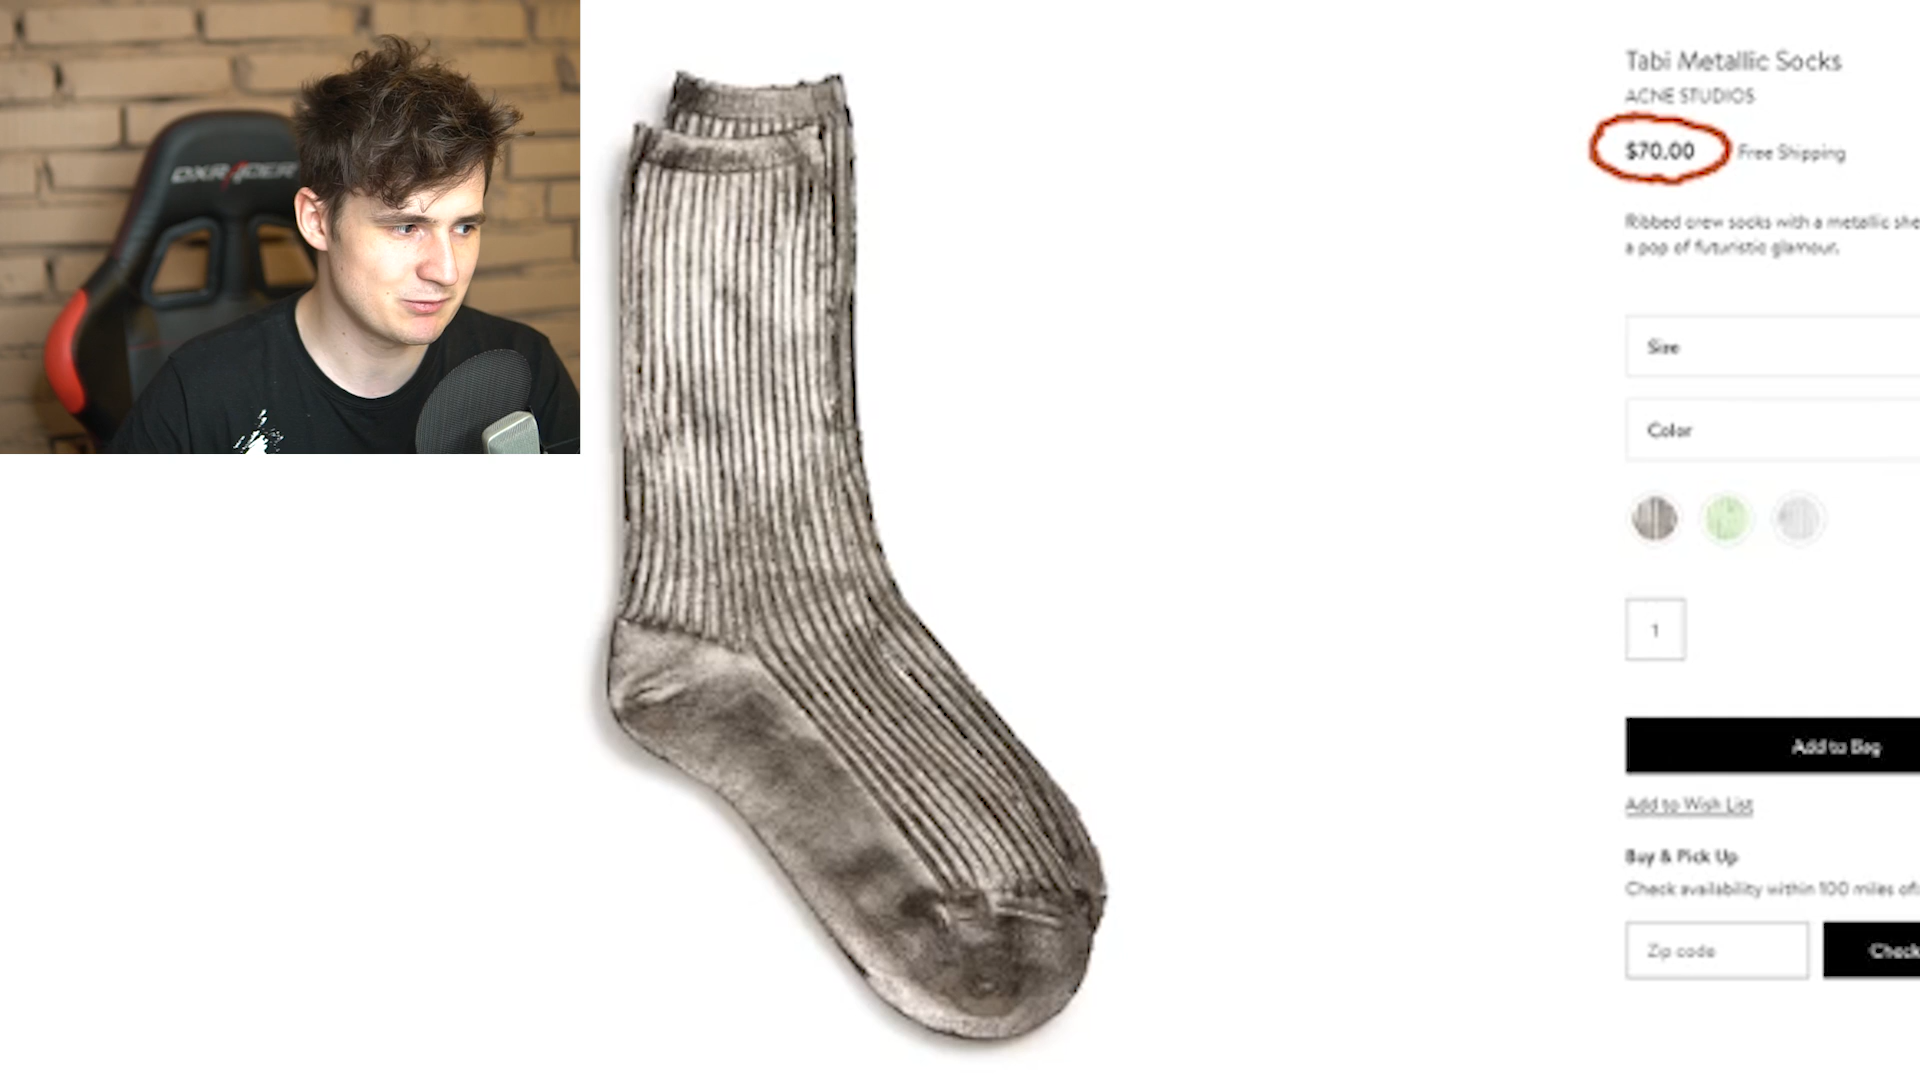 DXRACER
Tabi Metallic Socks
ACNE STUDIOS
$70.00 Free Shipping
Ribbed crew socks with a metallic
a pop of futuristic glamour.
Size
Color
1
Add to Bag
Add to Wish List
Buy & Pick Up
Check availability within 100 miles of
Zip code
Check